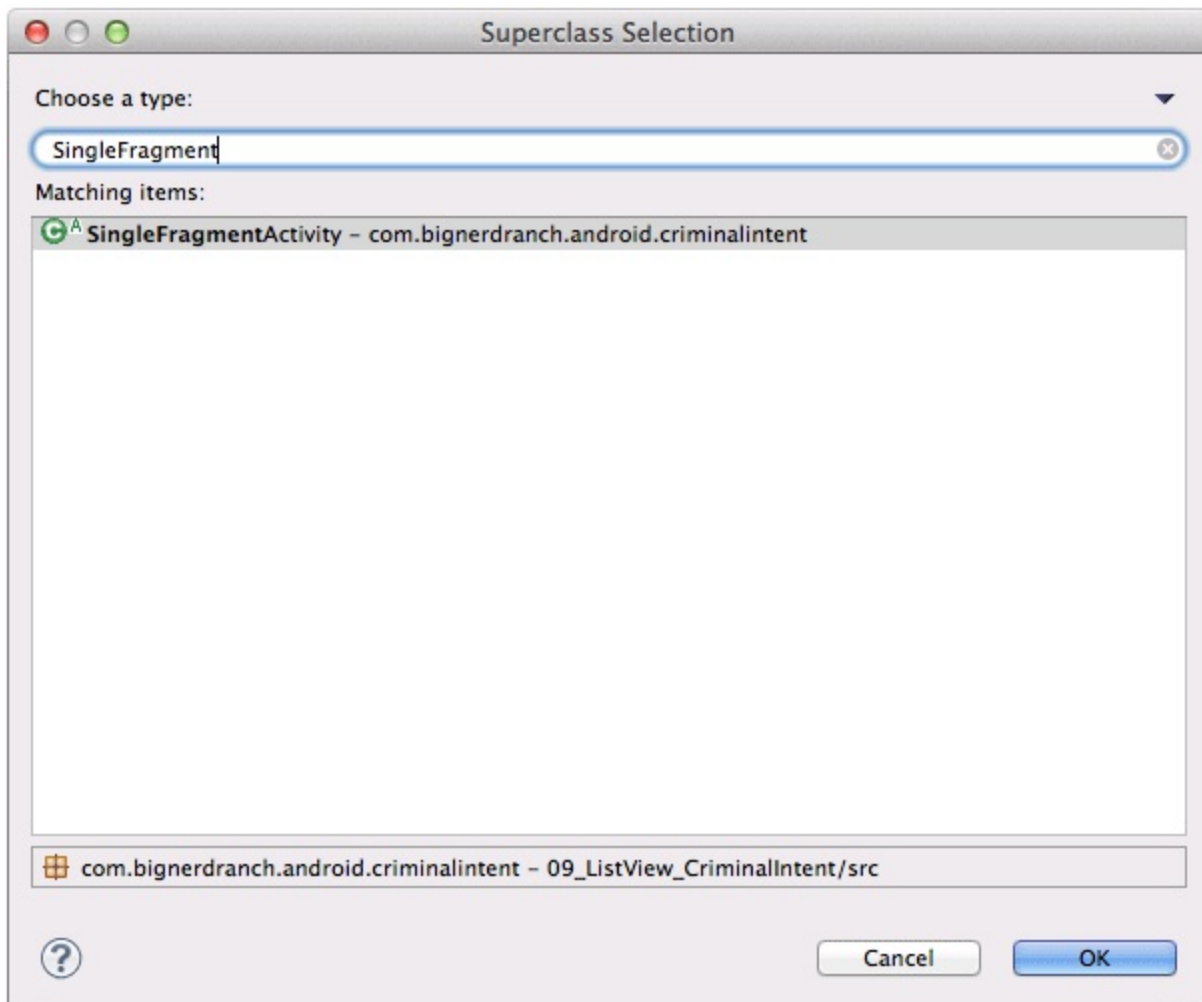 Superclass Selection
Choose a type:
SingleFragment
Matching items:
C A SingleFragmentActivity – com.bignerdranch.android.criminalintent
com.bignerdranch.android.criminalintent – 09_ListView_CriminalIntent/src
?
Cancel
OK